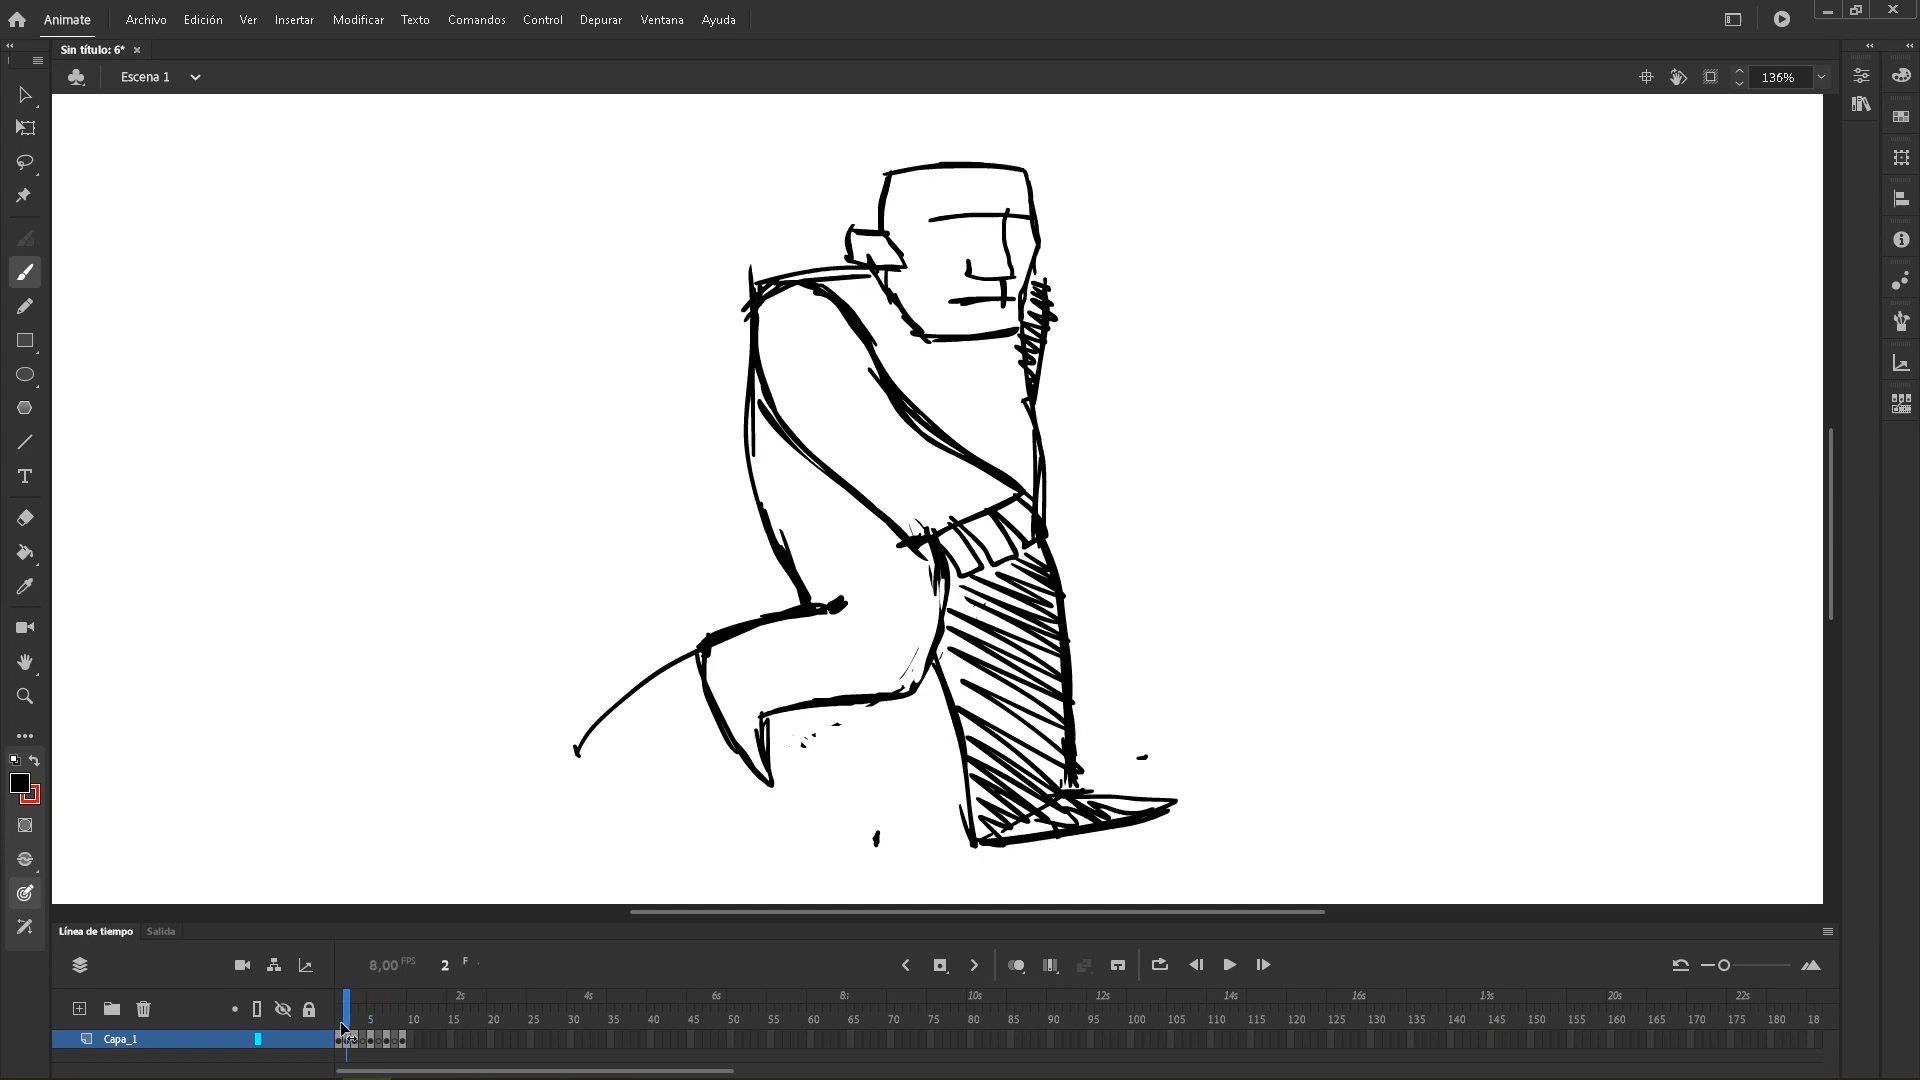 Animate Archivo Edición Ver Insertar Modificar Texto Comandos Control Depurar Ventana Ayuda
Sin título: 6*
Escena 1 136%
Línea de tiempo Salida
8,00 FPS 2 F
2s 4s 6s 10s 12s 14s 16s 20s 22s
5 10 15 20 25 30 35 40 45 50 55 60 65 70 75 80 85 90 95 100 105 110 115 120 125 130 135 140 145 150 155 160 165 170 175 180 18
Capa_1